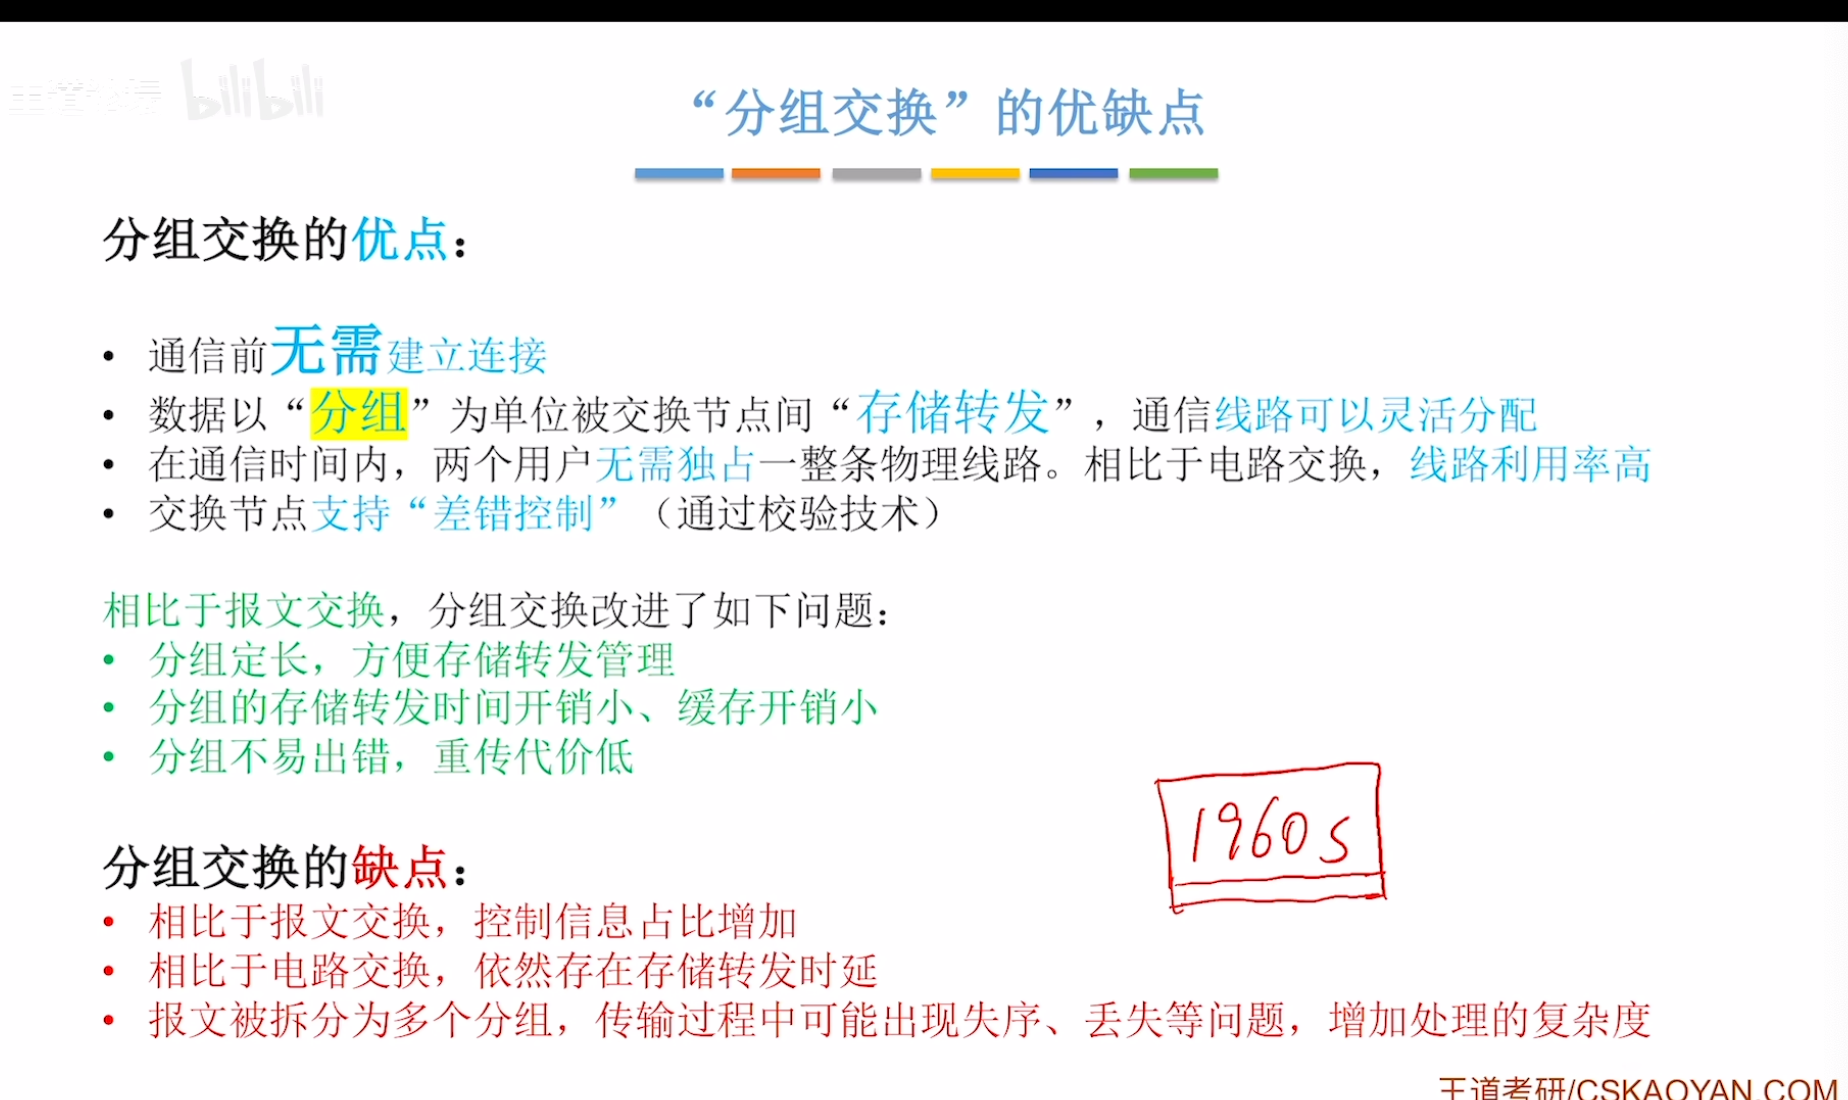 bilibili
“分组交换”的优缺点
分组交换的优点：
• 通信前无需建立连接
• 数据以“分组”为单位被交换节点间“存储转发”，通信线路可以灵活分配
• 在通信时间内，两个用户无需独占一整条物理线路。相比于电路交换，线路利用率高
• 交换节点支持“差错控制”（通过校验技术）
相比于报文交换，分组交换改进了如下问题：
• 分组定长，方便存储转发管理
• 分组的存储转发时间开销小、缓存开销小
• 分组不易出错，重传代价低
1960s
分组交换的缺点：
• 相比于报文交换，控制信息占比增加
• 相比于电路交换，依然存在存储转发时延
• 报文被拆分为多个分组，传输过程中可能出现失序、丢失等问题，增加处理的复杂度
王道考研/CSKAOYAN.COM